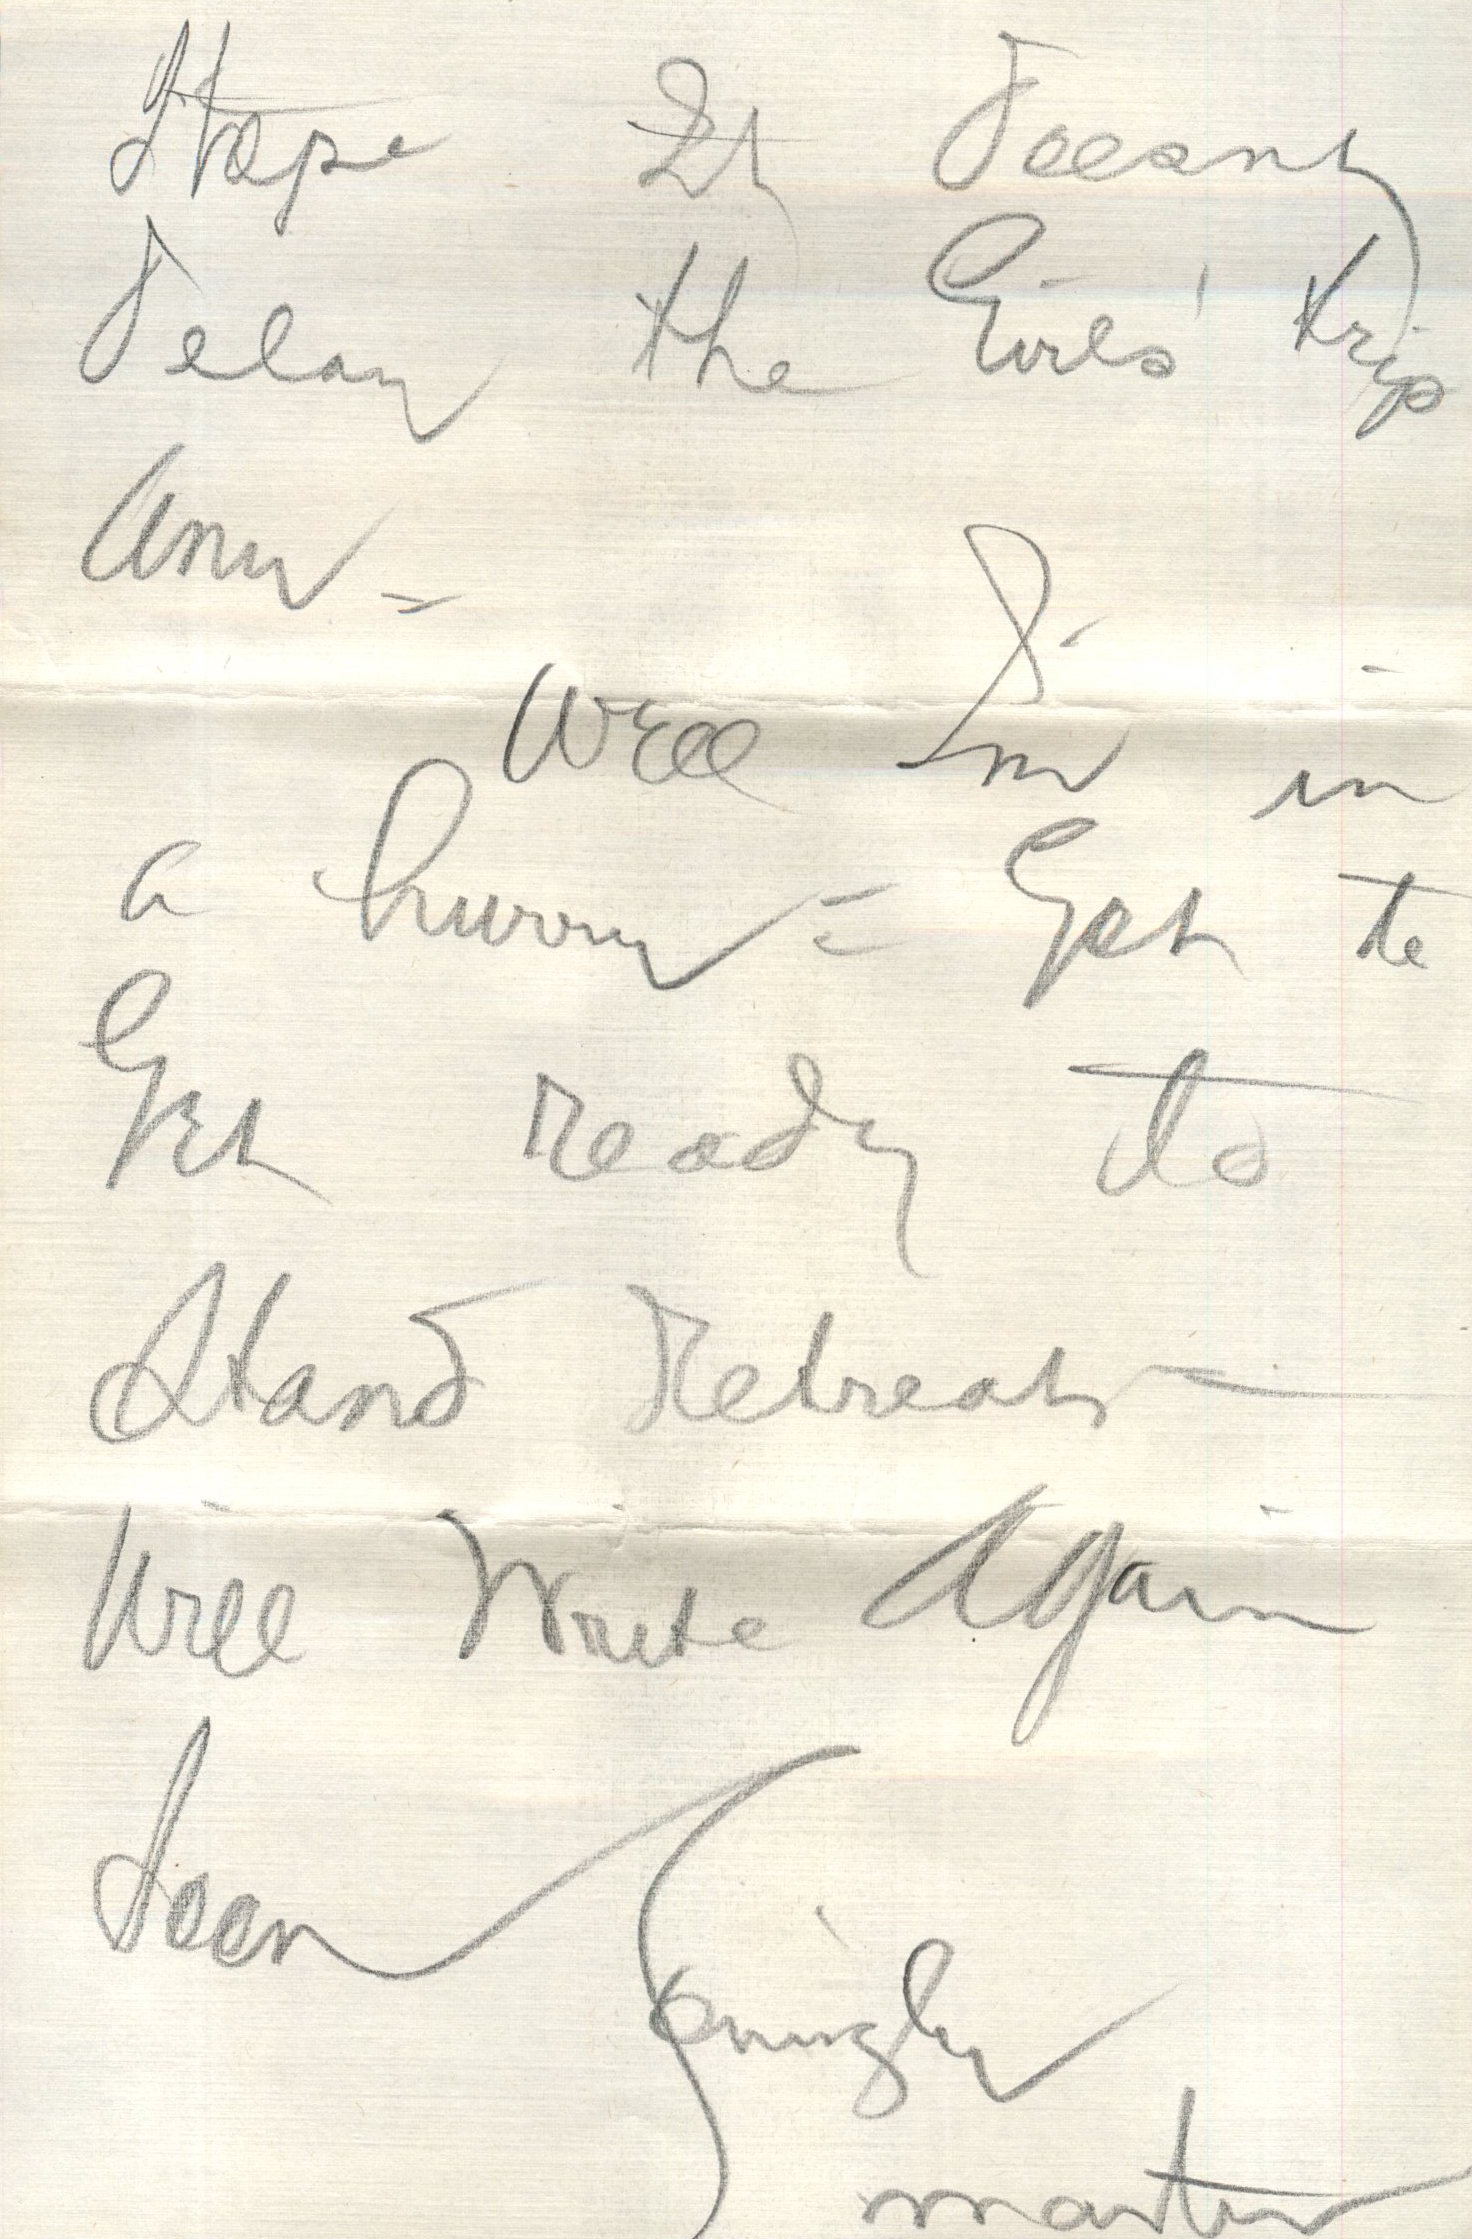 Hope It Doesnt
Delay the Girls' trip
Any -
Well I'm in
a hurry = Got to
Get ready to
Stand Retreat -
Will Write Again
Soon
Lovingly
Martin